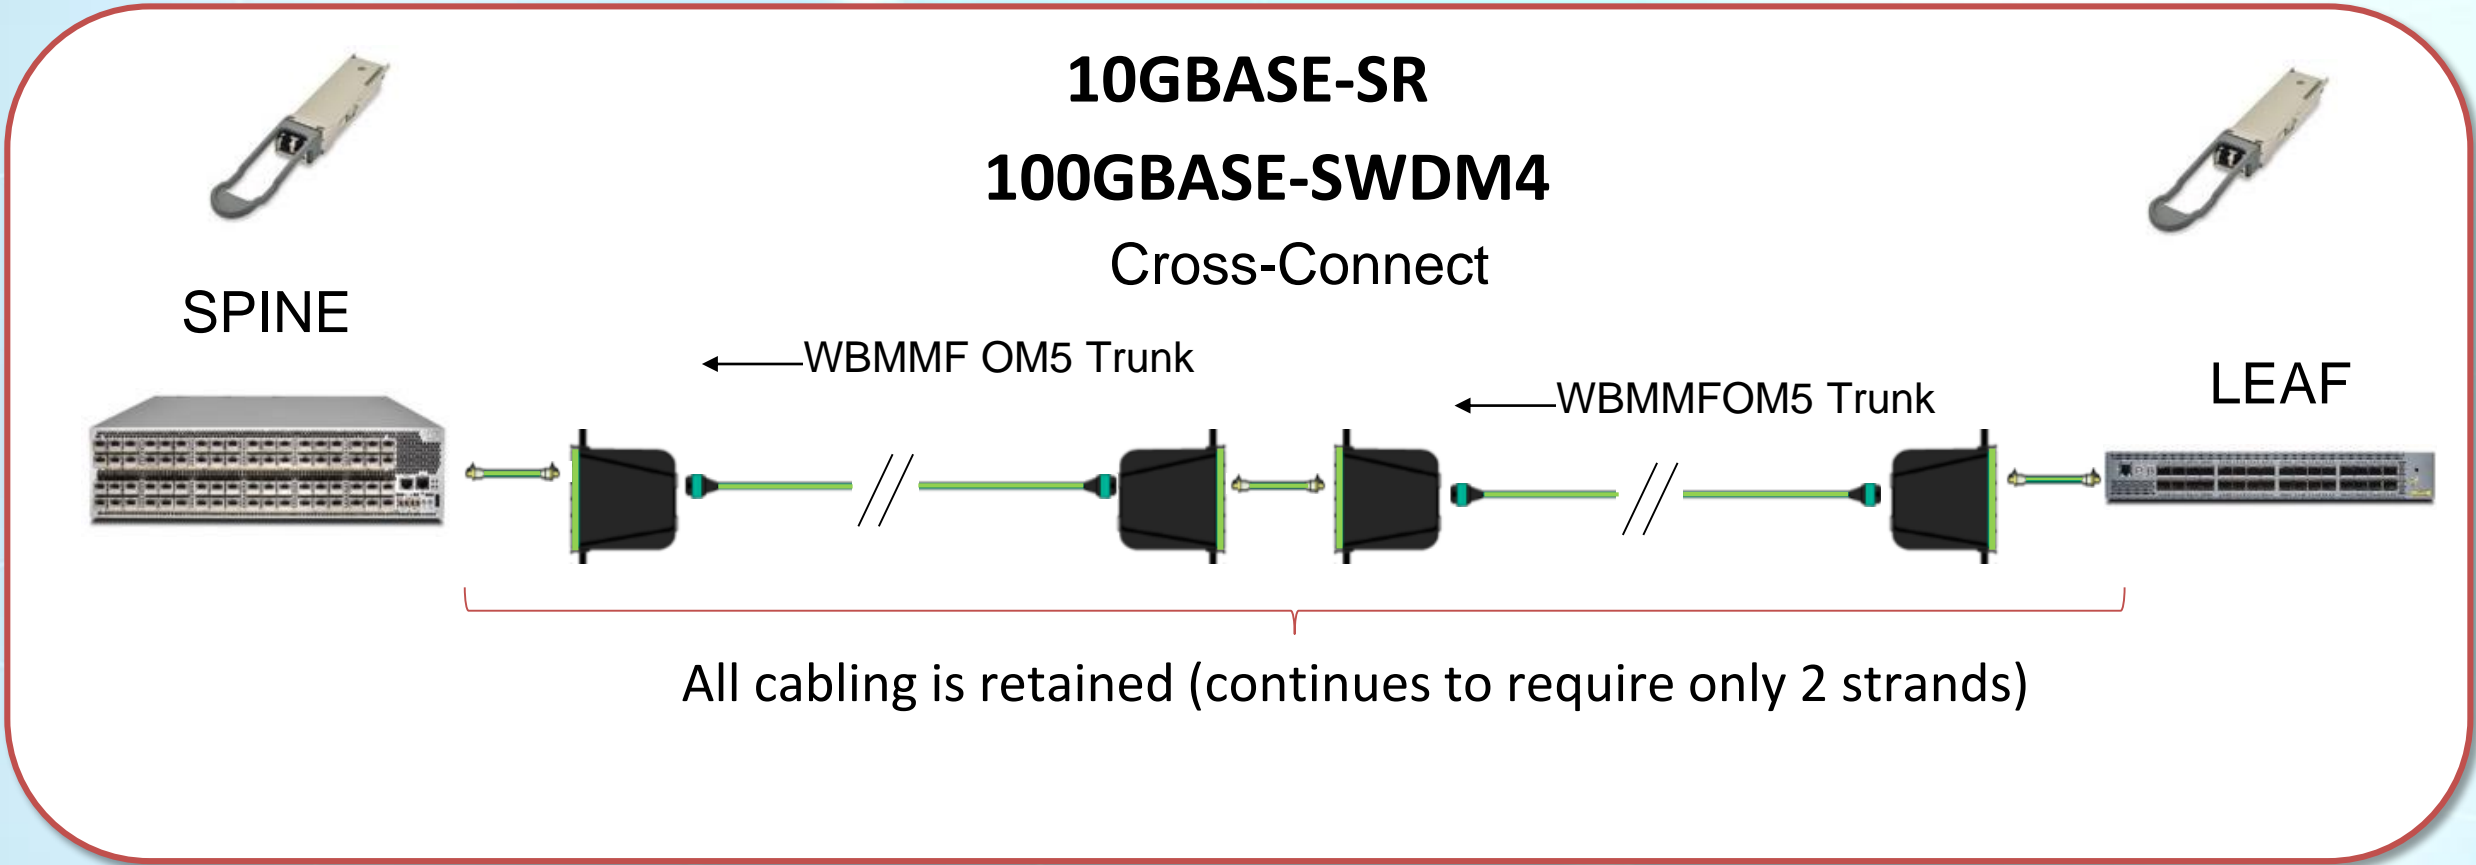 10GBASE-SR
100GBASE-SWDM4
Cross-Connect
SPINE
WBMMF OM5 Trunk
WBMMFOM5 Trunk
LEAF
All cabling is retained (continues to require only 2 strands)